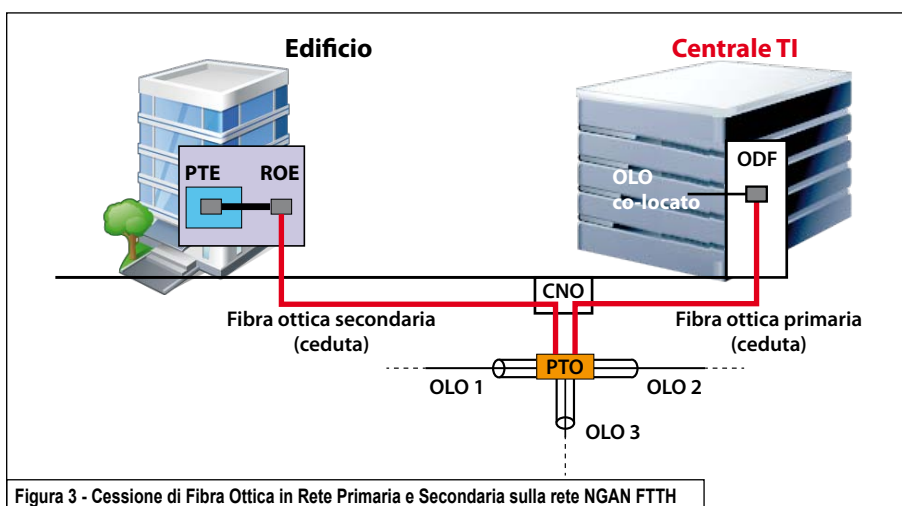 Edificio
Centrale TI
PTE
ROE
ODF
OLO
co-locato
CNO
Fibra ottica secondaria
(ceduta)
Fibra ottica primaria
(ceduta)
PTO
OLO 1
OLO 2
OLO 3
Figura 3 - Cessione di Fibra Ottica in Rete Primaria e Secondaria sulla rete NGAN FTTH